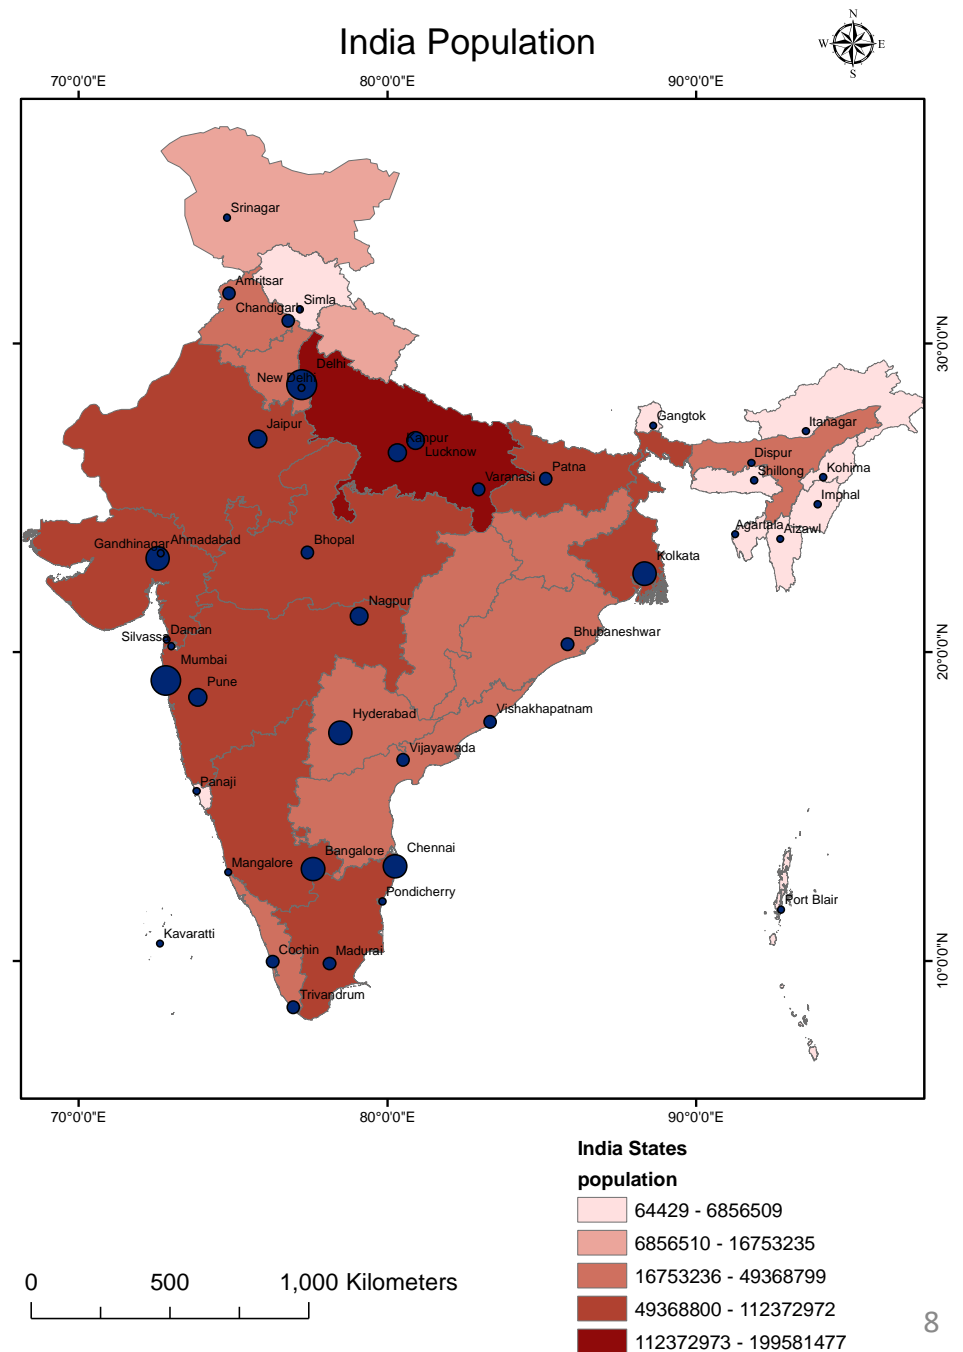 India Population
N
W
E
S
70°0'0"E
80°0'0"E
90°0'0"E
Srinagar
Amritsar
Simla
Chandigarh
30°0'0"N
Delhi
New Delhi
Gangtok
Itanagar
Jaipur
Kanpur
Lucknow
Dispur
Patna
Kohima
Shillong
Varanasi
Imphal
Agartala
Aizawl
Ahmadabad
Gandhinagar
Bhopal
Kolkata
Nagpur
Daman
Silvassa
Bhubaneshwar
20°0'0"N
Mumbai
Pune
Vishakhapatnam
Hyderabad
Vijayawada
Panaji
Chennai
Bangalore
Mangalore
Pondicherry
Port Blair
Kavaratti
Cochin
Madurai
10°0'0"N
Trivandrum
70°0'0"E
80°0'0"E
90°0'0"E
India States
population
64429 - 6856509
6856510 - 16753235
16753236 - 49368799
49368800 - 112372972
112372973 - 199581477
0 500 1,000 Kilometers
8